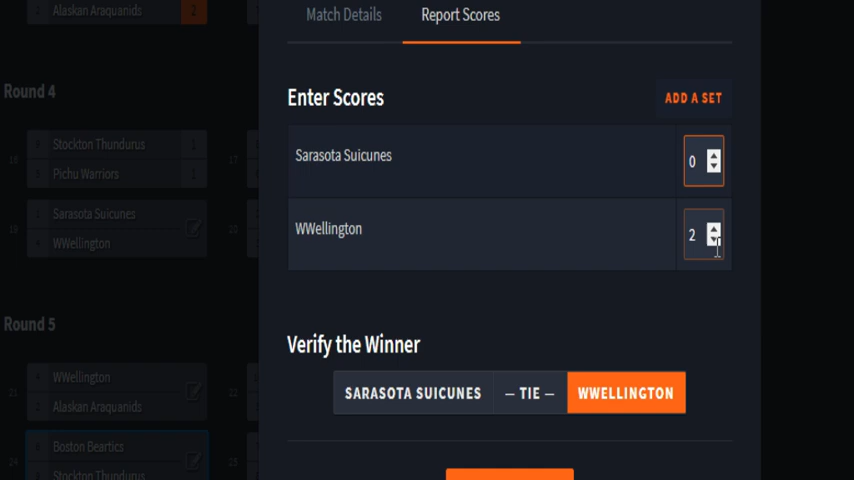 Alaskan Araquanids 2
Match Details Report Scores
Round 4
Enter Scores ADD A SET
Stockton Thundurus
Pichu Warriors
Sarasota Suicunes 0
Sarasota Suicunes
WWellington
WWellington 2
Round 5
Verify the Winner
WWellington
Alaskan Araquanids
SARASOTA SUICUNES – TIE – WWELLINGTON
Boston Beartics
Stockton Thundurus